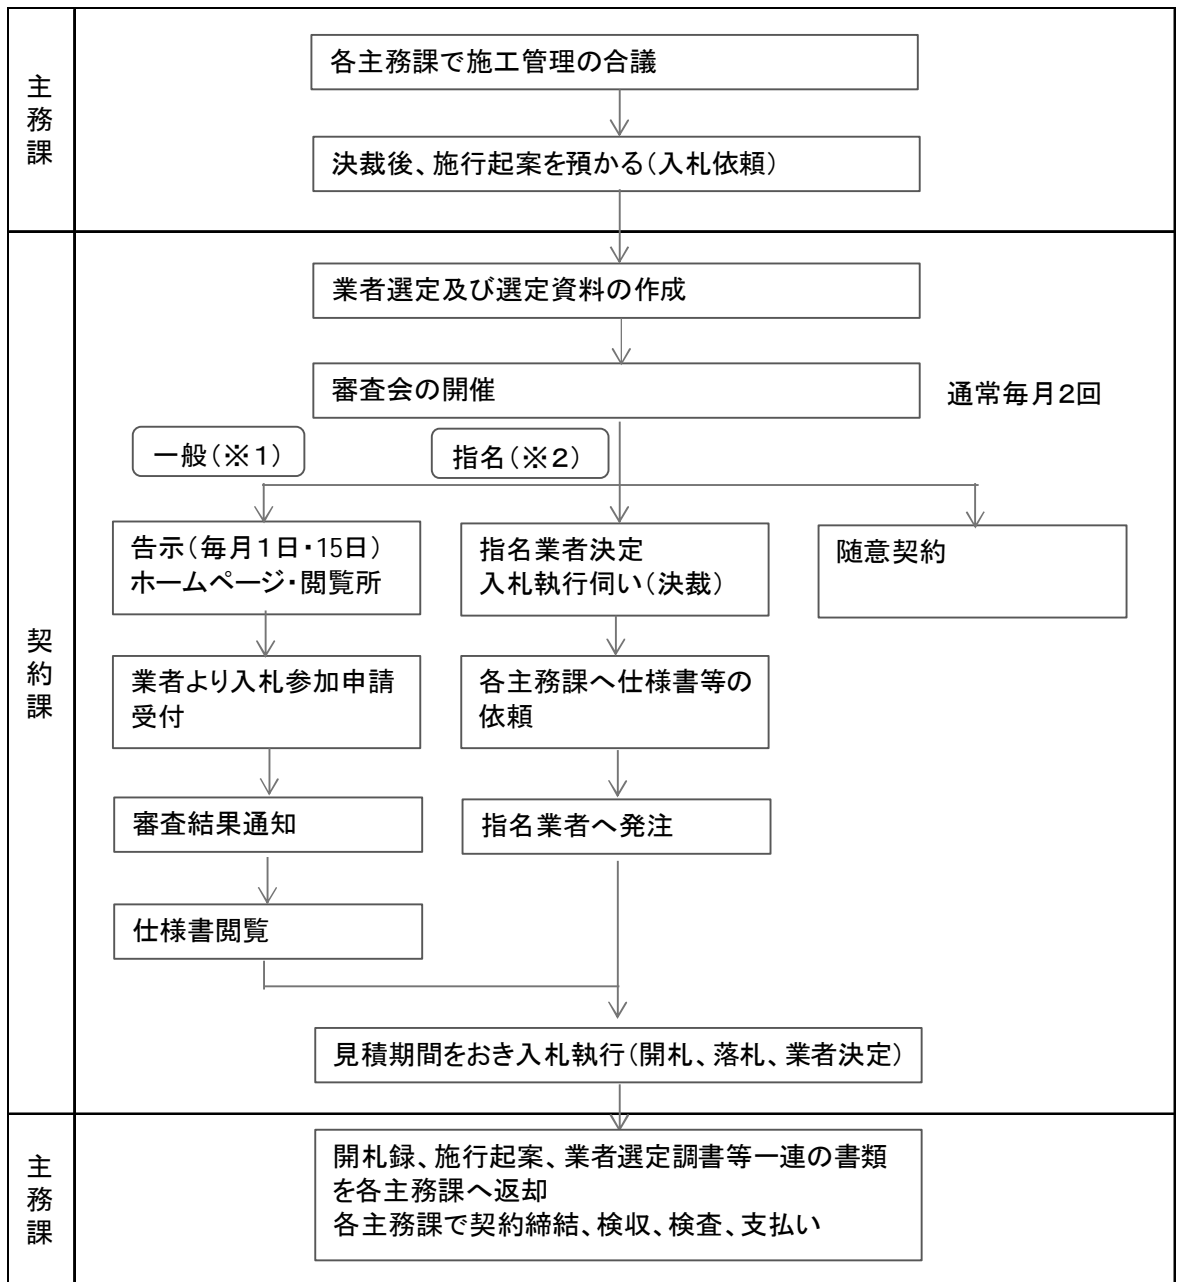 主務課
各主務課で施工管理の合議
決裁後、施行起案を預かる（入札依頼）
契約課
業者選定及び選定資料の作成
審査会の開催
通常毎月２回
一般（※１）
指名（※２）
告示（毎月１日・15日）
ホームページ・閲覧所
指名業者決定
入札執行伺い（決裁）
随意契約
業者より入札参加申請
受付
各主務課へ仕様書等の
依頼
審査結果通知
指名業者へ発注
仕様書閲覧
見積期間をおき入札執行（開札、落札、業者決定）
主務課
開札録、施行起案、業者選定調書等一連の書類
を各主務課へ返却
各主務課で契約締結、検収、検査、支払い